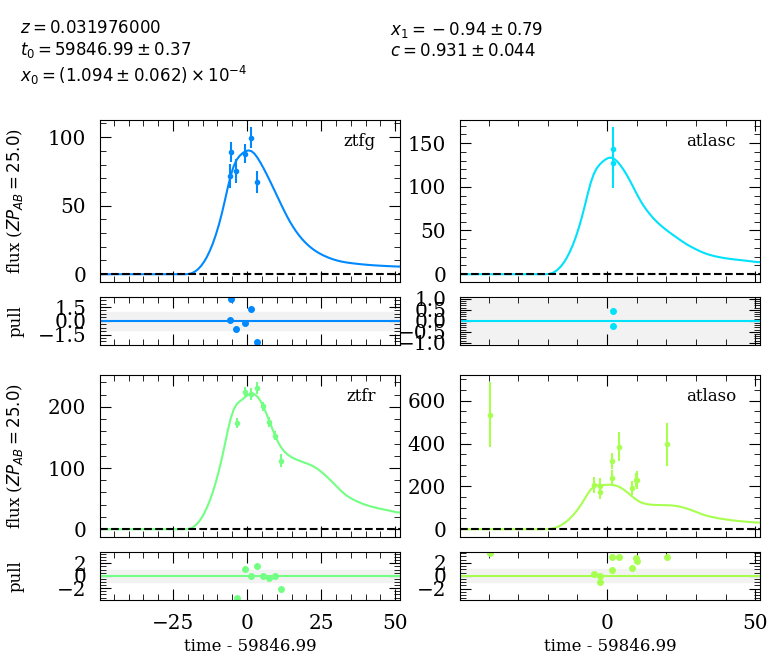 z = 0.031976000
t₀ = 59846.99 ± 0.37
x₀ = (1.094 ± 0.062) × 10⁻⁴
x₁ = −0.94 ± 0.79
c = 0.931 ± 0.044
flux (ZP_AB = 25.0)
100
50
0
ztfg
150
100
50
0
atlasc
pull
1.5
0.0
−1.5
1.0
0.5
0.0
−0.5
−1.0
flux (ZP_AB = 25.0)
200
100
0
ztfr
600
400
200
0
atlaso
pull
2
0
−2
2
0
−2
−25 0 25 50
0 50
time - 59846.99
time - 59846.99